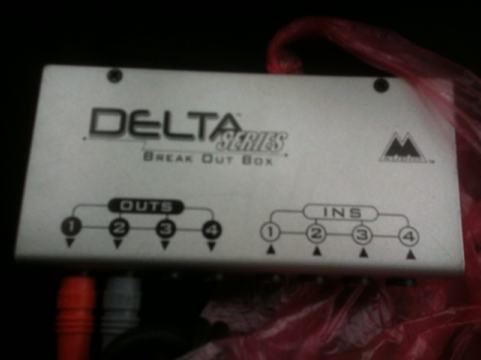 DELTA
SERIES
BREAK OUT BOX
OUTS
1 2 3 4
INS
1 2 3 4